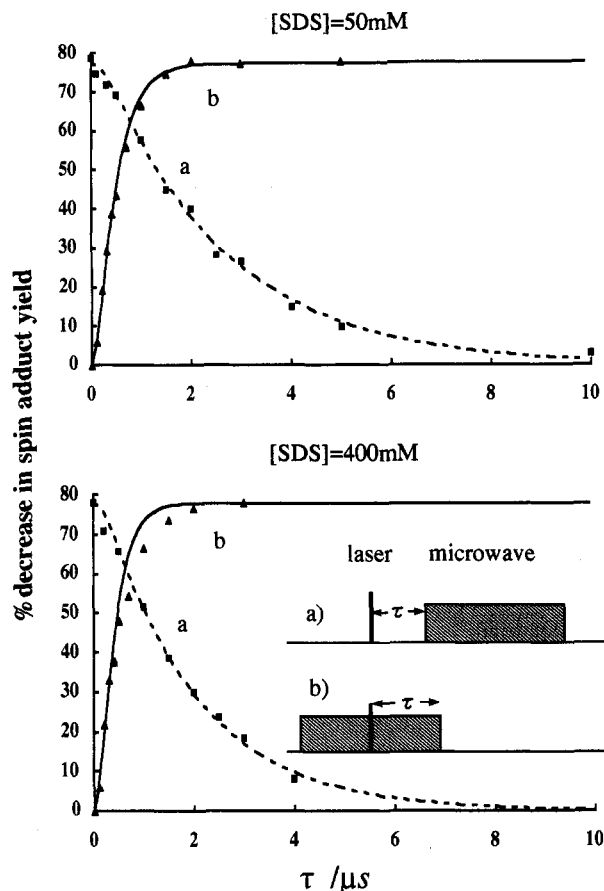 [SDS]=50mM
80
70
60
50
40
30
20
10
0
b
a
0 2 4 6 8 10
% decrease in spin adduct yield
[SDS]=400mM
80
70
60
50
40
30
20
10
0
b
a
laser microwave
a)
τ
b)
τ
0 2 4 6 8 10
τ /μs